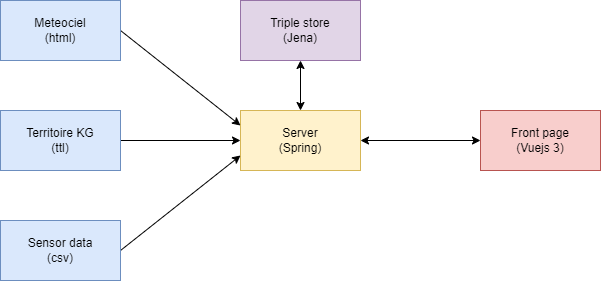 Meteociel
(html)
Triple store
(Jena)
Territoire KG
(ttl)
Server
(Spring)
Front page
(Vuejs 3)
Sensor data
(csv)